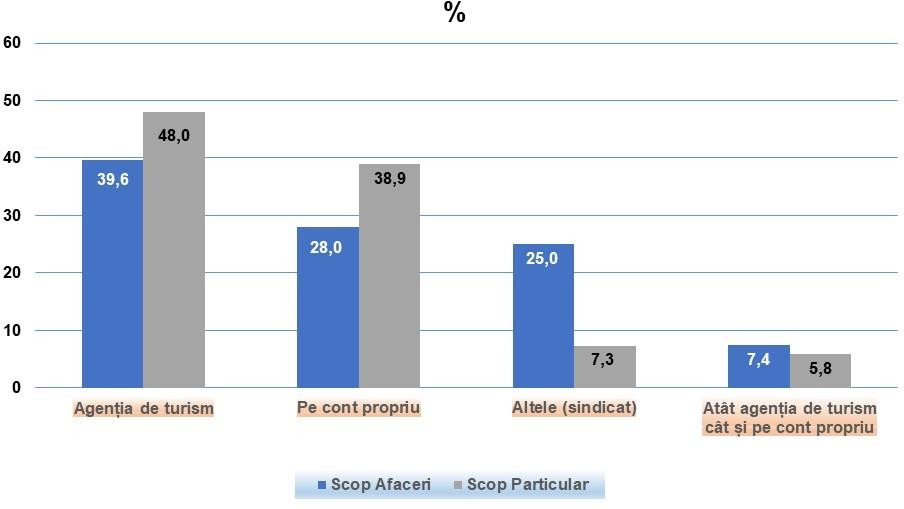 %
60
50
40
30
20
10
0
39,6
48,0
28,0
38,9
25,0
7,3
7,4
5,8
Agenția de turism
Pe cont propriu
Altele (sindicat)
Atât agenția de turism
cât și pe cont propriu
Scop Afaceri
Scop Particular